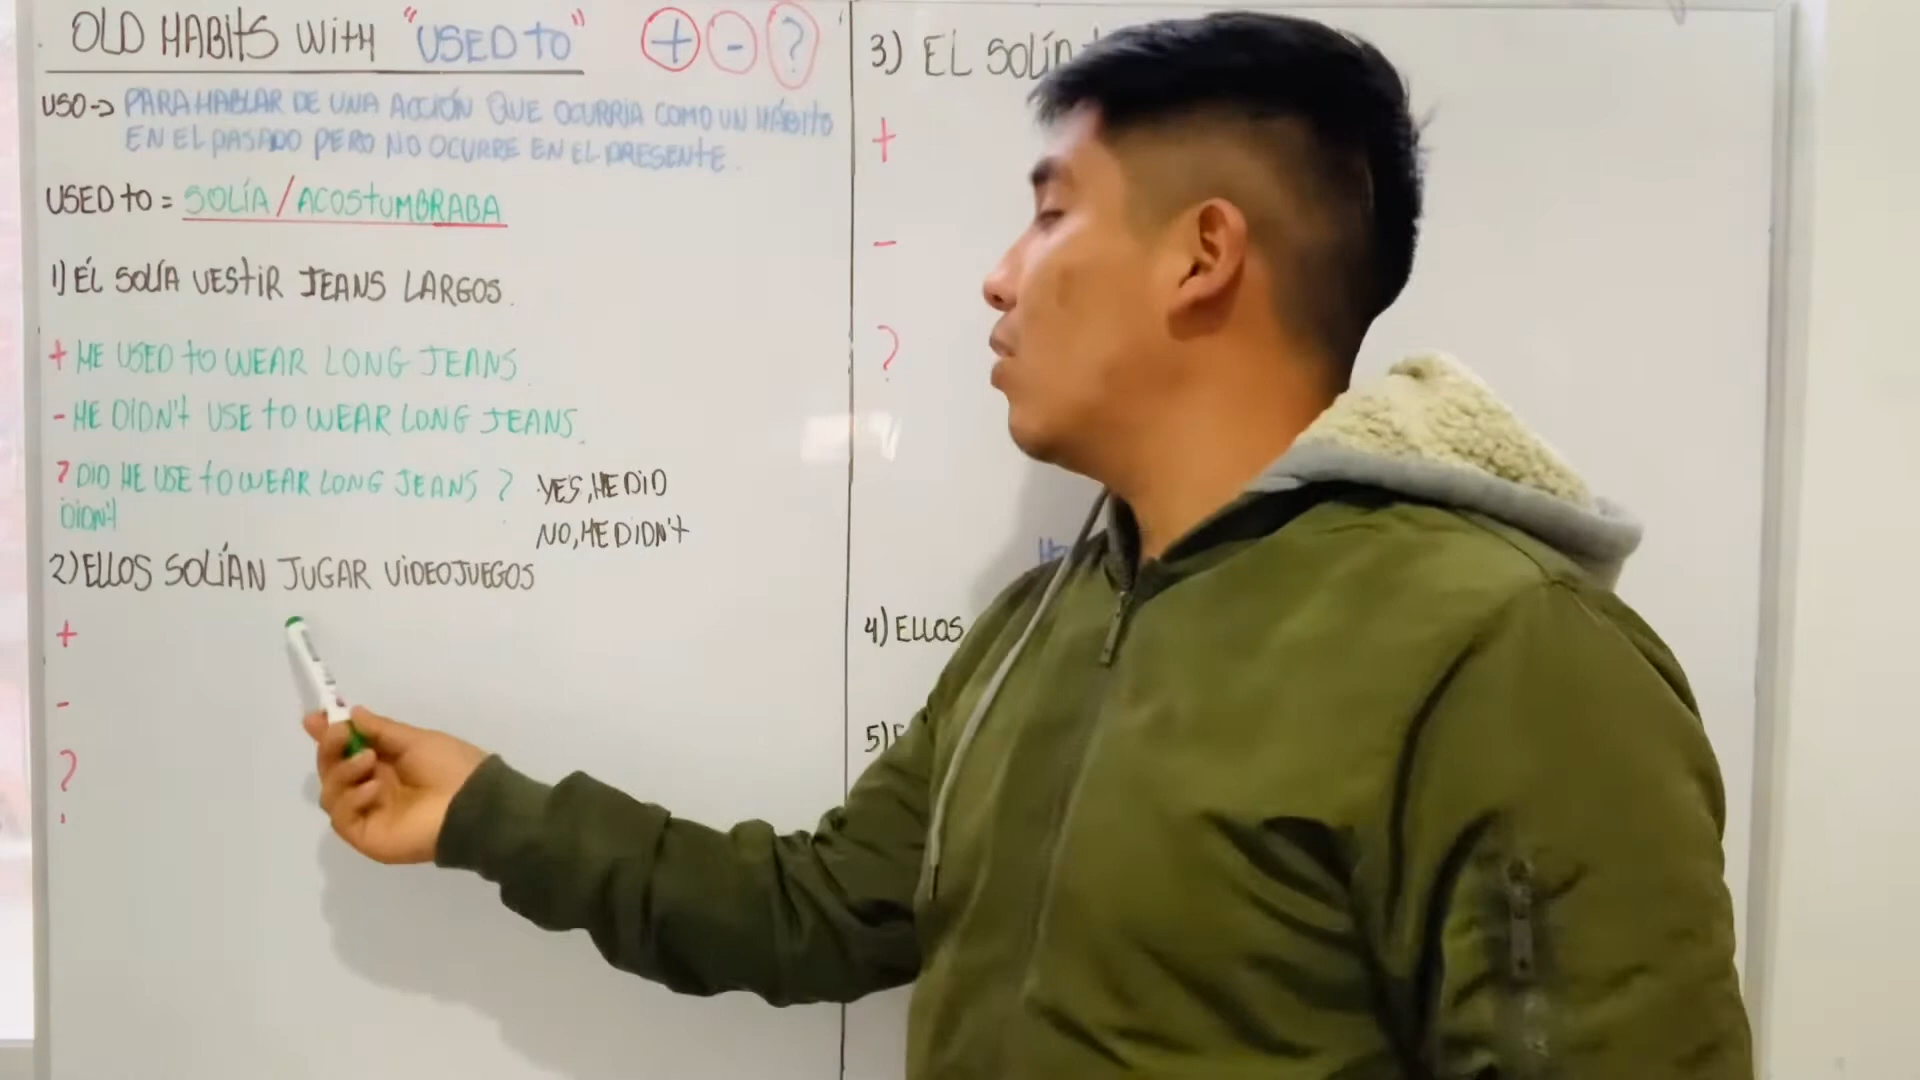 OLD HABITS WITH "USED TO" + - ?
USO → PARA HABLAR DE UNA ACCIÓN QUE OCURRIA COMO UN HÁBITO
EN EL PASADO PERO NO OCURRE EN EL PRESENTE.
USED TO = SOLÍA / ACOSTUMBRABA
1) ÉL SOLÍA VESTIR JEANS LARGOS.
+ HE USED TO WEAR LONG JEANS.
- HE DIDN'T USE TO WEAR LONG JEANS.
? DID HE USE TO WEAR LONG JEANS ?
DIDN'T
YES, HE DID
NO, HE DIDN'T
2) ELLOS SOLÍAN JUGAR VIDEOJUEGOS
+
-
?
3) EL SOLÍA
+
-
?
4) ELLOS
5)